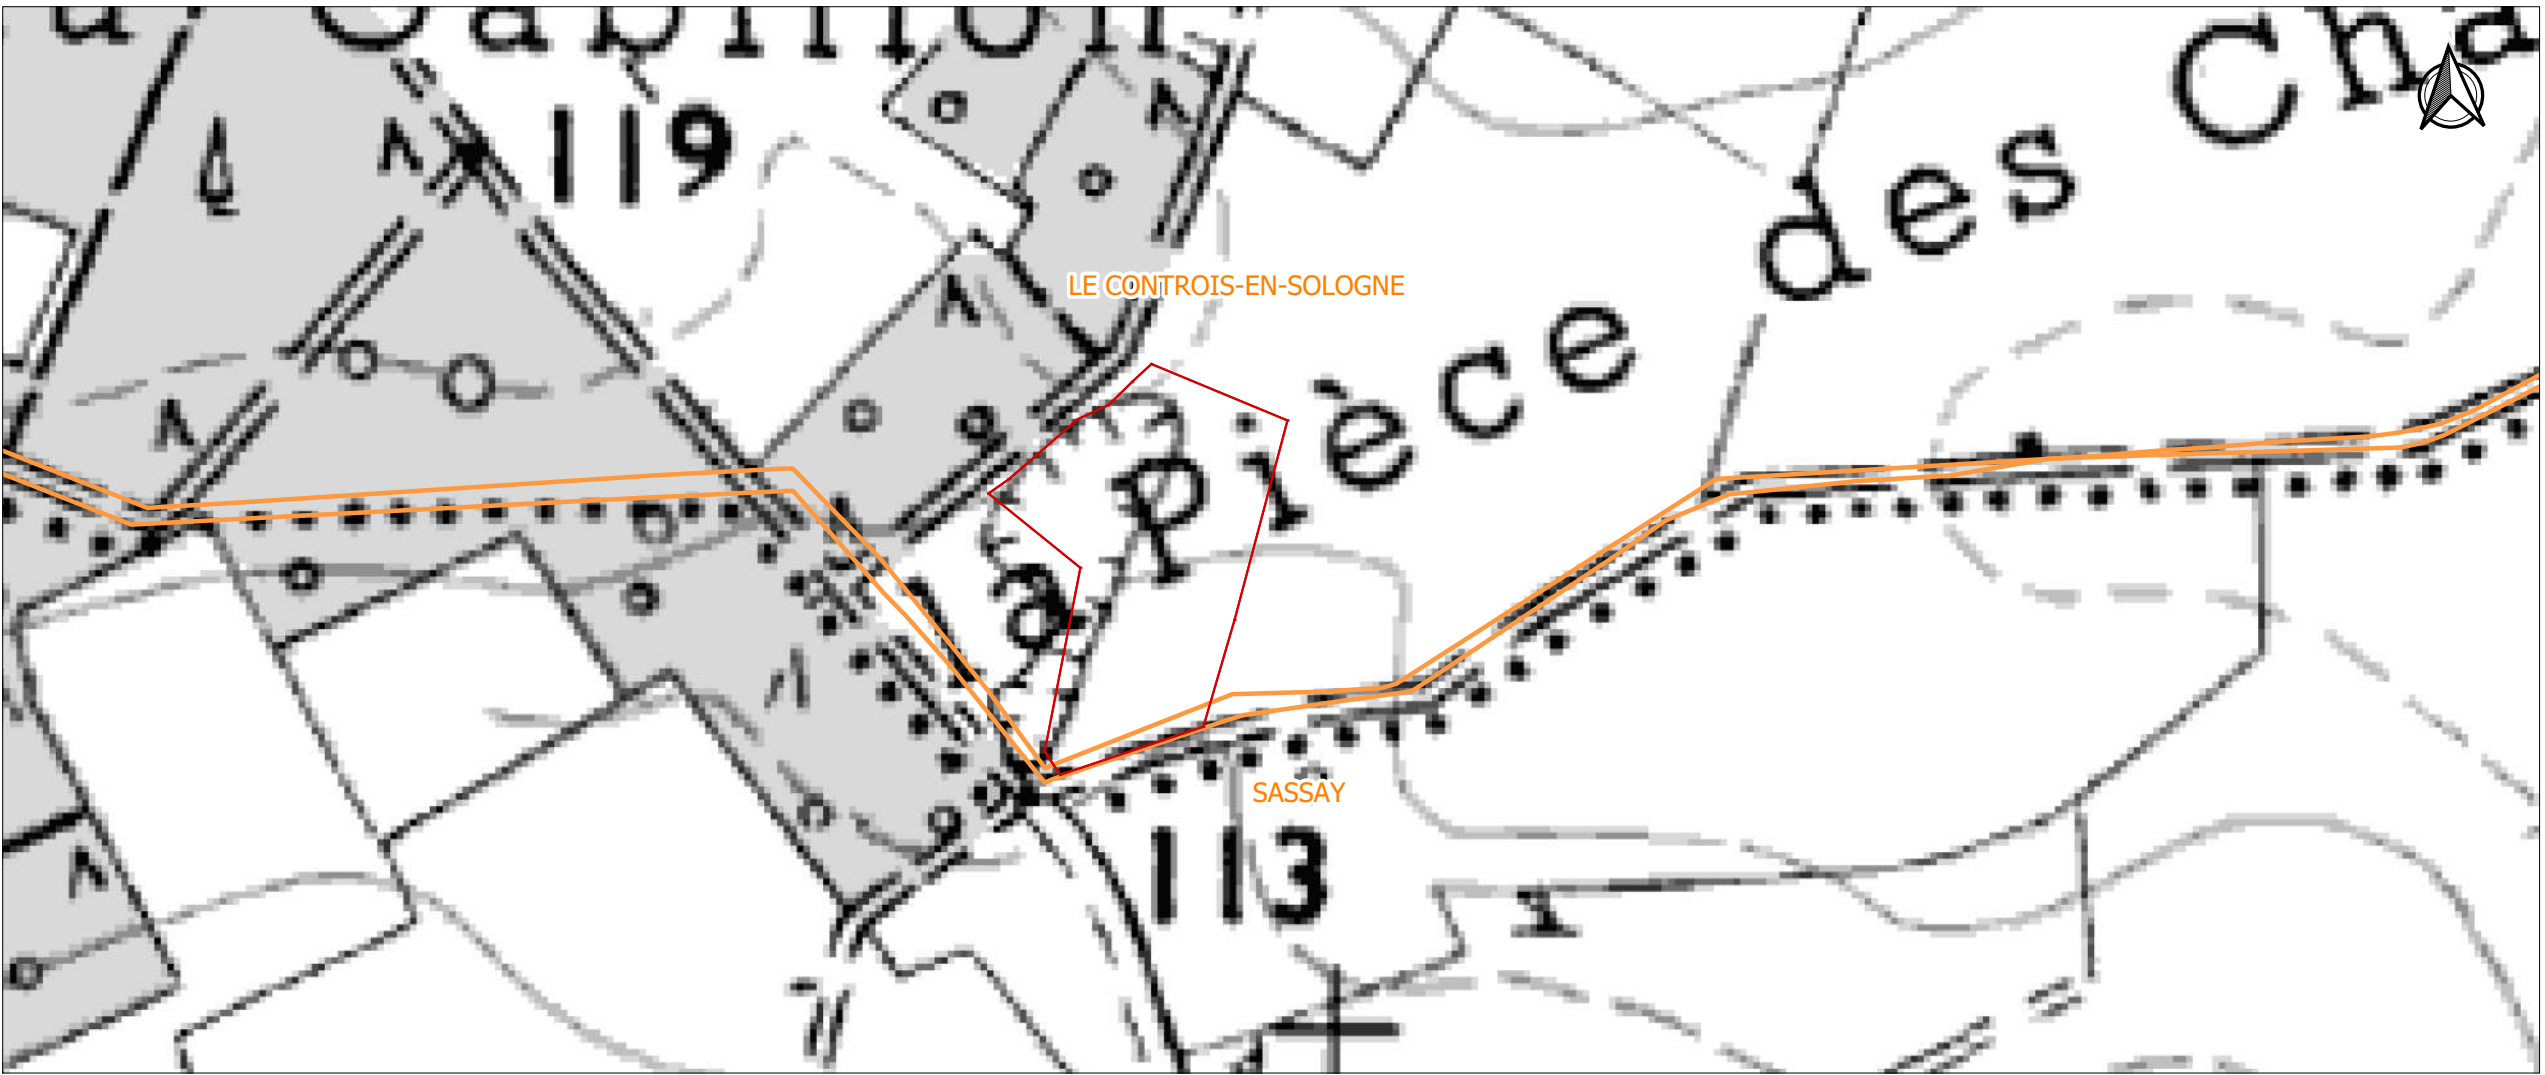 119
LE CONTROIS-EN-SOLOGNE
la Pièce des Cha
SASSAY
113